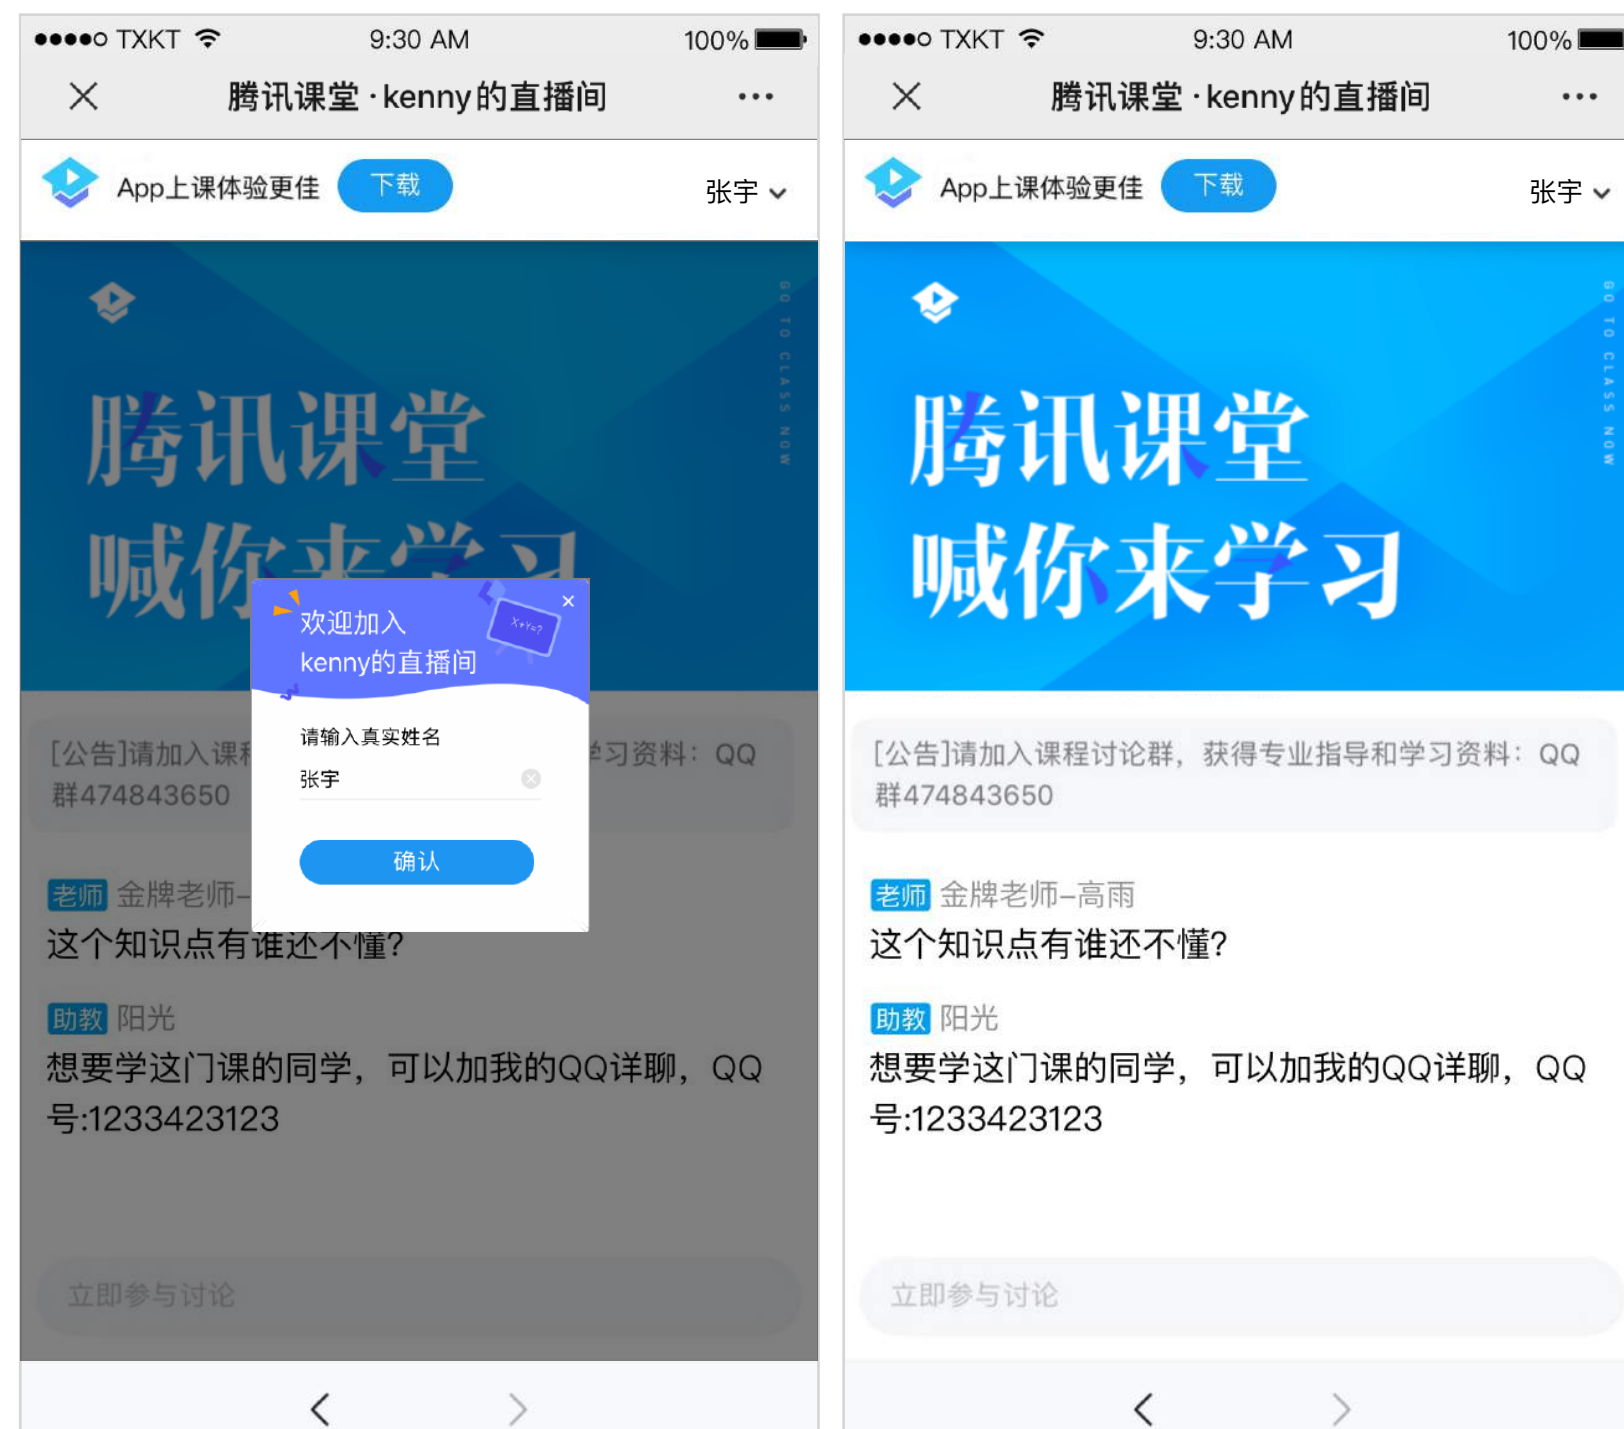 TXKT
9:30 AM
100%
腾讯课堂·kenny的直播间
App上课体验更佳
下载
张宇
GO TO CLASS NOW
腾讯课堂
喊你来学习
欢迎加入
kenny的直播间
X+Y=?
请输入真实姓名
张宇
确认
[公告]请加入课
学习资料：QQ
群474843650
老师 金牌老师-
这个知识点有谁还不懂?
助教 阳光
想要学这门课的同学，可以加我的QQ详聊，QQ
号:1233423123
立即参与讨论
TXKT
9:30 AM
100%
腾讯课堂·kenny的直播间
App上课体验更佳
下载
张宇
GO TO CLASS NOW
腾讯课堂
喊你来学习
[公告]请加入课程讨论群，获得专业指导和学习资料：QQ
群474843650
老师 金牌老师-高雨
这个知识点有谁还不懂?
助教 阳光
想要学这门课的同学，可以加我的QQ详聊，QQ
号:1233423123
立即参与讨论